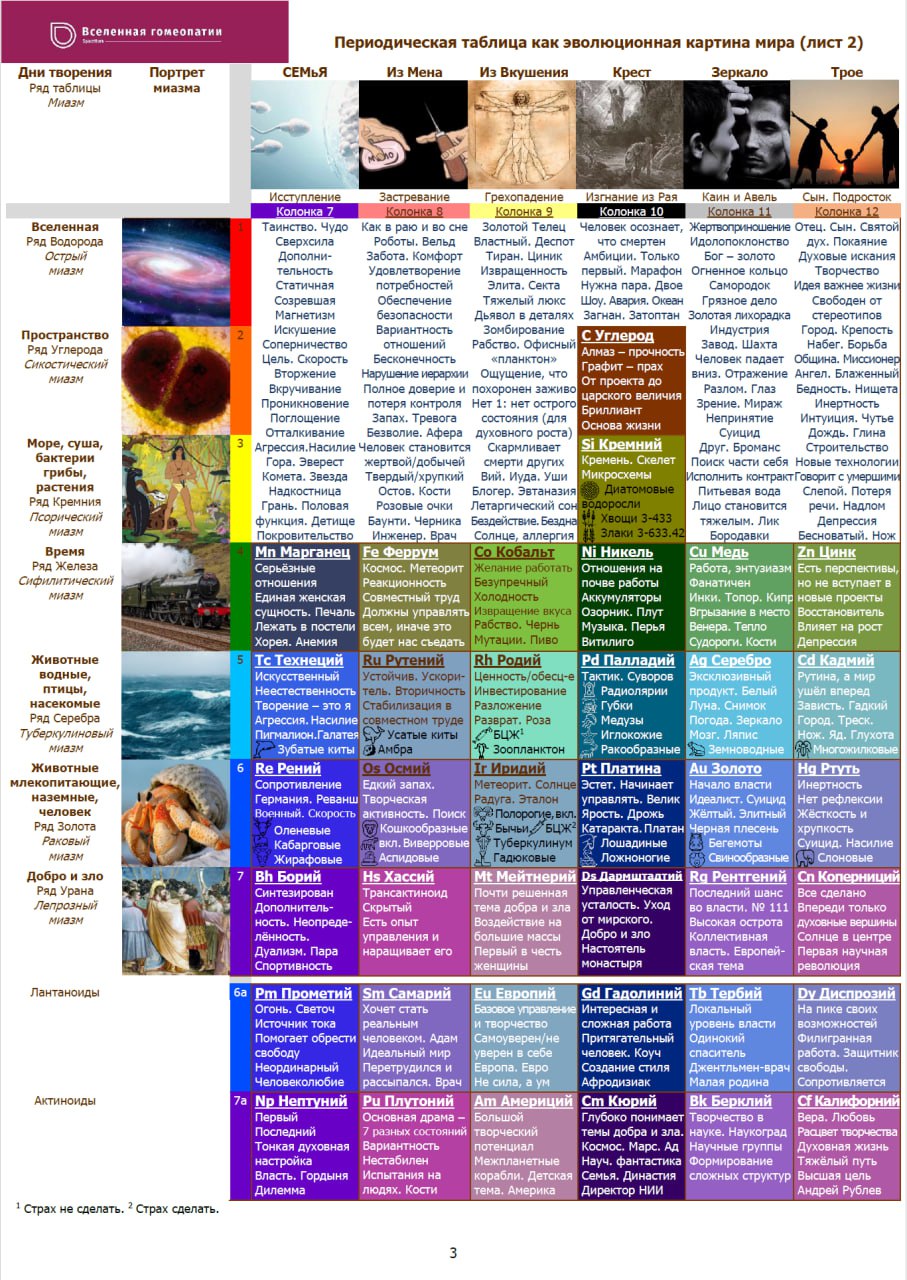 Вселенная гомеопатии
Периодическая таблица как эволюционная картина мира (лист 2)
Дни творения
Ряд таблицы
Миазм
Портрет
миазма
СЕМЬЯ
Из Мена
Из Вкушения
Крест
Зеркало
Трое
Исступление
Застревание
Грехопадение
Изгнание из Рая
Каин и Авель
Сын. Подросток
Колонка 7
Колонка 8
Колонка 9
Колонка 10
Колонка 11
Колонка 12
Вселенная
Ряд Водорода
Острый
миазм
1
Таинство. Чудо
Сверхсила
Дополни-
тельность
Статичная
Созревшая
Магнетизм
Как в раю и во сне
Роботы. Вельд
Забота. Комфорт
Удовлетворение
потребностей
Обеспечение
безопасности
Золотой Телец
Властный. Деспот
Тиран. Циник
Извращенность
Элита. Секта
Тяжелый люкс
Дьявол в деталях
Человек осознает,
что смертен
Амбиции. Только
первый. Марафон
Нужна пара. Двое
Шоу. Авария. Океан
Загнан. Затоптан
Жертвоприношение
Идолопоклонство
Бог – золото
Огненное кольцо
Самородок
Грязное дело
Золотая лихорадка
Отец. Сын. Святой
дух. Покаяние
Духовные искания
Творчество
Идея важнее жизни
Свободен от
стереотипов
Пространство
Ряд Углерода
Сикостический
миазм
2
Искушение
Соперничество
Цель. Скорость
Вторжение
Вкручивание
Проникновение
Поглощение
Отталкивание
Вариантность
отношений
Бесконечность
Нарушение иерархии
Полное доверие и
потеря контроля
Запах. Тревога
Безволие. Афера
Зомбирование
Рабство. Офисный
«планктон»
Ощущение, что
похоронен заживо
Нет 1: нет острого
состояния (для
духовного роста)
С Углерод
Алмаз – прочность
Графит – прах
От проекта до
царского величия
Бриллиант
Основа жизни
Индустрия
Завод. Шахта
Человек падает
вниз. Отражение
Разлом. Глаз
Зрение. Мираж
Непринятие
Суицид
Город. Крепость
Набег. Борьба
Община. Миссионер
Ангел. Блаженный
Бедность. Нищета
Инертность
Интуиция. Чутье
Дождь. Глина
Море, суша,
бактерии
грибы,
растения
Ряд Кремния
Псорический
миазм
3
Агрессия.Насилие
Гора. Эверест
Комета. Звезда
Надкостница
Грань. Половая
функция. Детище
Покровительство
Человек становится
жертвой/добычей
Твердый/хрупкий
Остов. Кости
Розовые очки
Баунти. Черника
Инженер. Врач
Скармливает
смерти других
Вий. Иуда. Уши
Блогер. Эвтаназия
Летаргический сон
Бездействие. Бездна
Солнце, аллергия
Si Кремний
Кремень. Скелет
Микросхемы
Диатомовые
водоросли
Хвощи 3-433
Злаки 3-633.42
Друг. Броманс
Поиск части себя
Исполнить контракт
Питьевая вода
Лицо становится
тяжелым. Лик
Бородавки
Строительство
Новые технологии
Говорит с умершими
Слепой. Потеря
речи. Надлом
Депрессия
Бесноватый. Нож
Время
Ряд Железа
Сифилитический
миазм
4
Mn Марганец
Серьёзные
отношения
Единая женская
сущность. Печаль
Лежать в постели
Хорея. Анемия
Fe Феррум
Космос. Метеорит
Реакционность
Совместный труд
Должны управлять
всем, иначе это
будет нас съедать
Co Кобальт
Желание работать
Безупречный
Холодность
Извращение вкуса
Рабство. Чернь
Мутации. Пиво
Ni Никель
Отношения на
почве работы
Аккумуляторы
Озорник. Плут
Музыка. Перья
Витилиго
Cu Медь
Работа, энтузиазм
Фанатичен
Инки. Топор. Кипр
Вгрызание в место
Венера. Тепло
Судороги. Кости
Zn Цинк
Есть перспективы,
но не вступает в
новые проекты
Восстановитель
Влияет на рост
Депрессия
Животные
водные,
птицы,
насекомые
Ряд Серебра
Туберкулиновый
миазм
5
Tc Технеций
Искусственный
Неестественность
Творение – это я
Агрессия. Насилие
Пигмалион.Галатея
Зубатые киты
Ru Рутений
Устойчив. Ускори-
тель. Вторичность
Стабилизация в
совместном труде
Усатые киты
Амбра
Rh Родий
Ценность/обесц-е
Инвестирование
Разложение
Разврат. Роза
БЦЖ¹
Зоопланктон
Pd Палладий
Тактик. Суворов
Радиолярии
Губки
Медузы
Иглокожие
Ракообразные
Ag Серебро
Эксклюзивный
продукт. Белый
Луна. Снимок
Погода. Зеркало
Мозг. Ляпис
Земноводные
Cd Кадмий
Рутина, а мир
ушёл вперед
Зависть. Гадкий
Город. Треск.
Нож. Яд. Глухота
Многожилковые
Животные
млекопитающие,
наземные,
человек
Ряд Золота
Раковый
миазм
6
Re Рений
Сопротивление
Германия. Реванш
Военный. Скорость
Оленевые
Кабарговые
Жирафовые
Os Осмий
Едкий запах.
Творческая
активность. Поиск
Кошкообразные
вкл. Виверровые
Аспидовые
Ir Иридий
Метеорит. Солнце
Радуга. Эталон
Полорогие,вкл.
Бычьи, БЦЖ²
Туберкулинум
Гадюковые
Pt Платина
Эстет. Начинает
управлять. Велик
Ярость. Дрожь
Катаракта.Платан
Лошадиные
Ложноногие
Au Золото
Начало власти
Идеалист. Суицид
Жёлтый. Элитный
Черная плесень
Бегемоты
Свинообразные
Hg Ртуть
Инертность
Нет рефлексии
Жёсткость и
хрупкость
Суицид. Насилие
Слоновые
Добро и зло
Ряд Урана
Лепрозный
миазм
7
Bh Борий
Синтезирован
Дополнитель-
ность. Неопреде-
лённость.
Дуализм. Пара
Спортивность
Hs Хассий
Трансактиноид
Скрытый
Есть опыт
управления и
наращивает его
Mt Мейтнерий
Почти решенная
тема добра и зла
Воздействие на
большие массы
Первый в честь
женщины
Ds Дармштадтий
Управленческая
усталость. Уход
от мирского.
Добро и зло
Настоятель
монастыря
Rg Рентгений
Последний шанс
во власти. № 111
Высокая острота
Коллективная
власть. Европей-
ская тема
Cn Коперниций
Все сделано
Впереди только
духовные вершины
Солнце в центре
Первая научная
революция
Лантаноиды
6а
Pm Прометий
Огонь. Светоч
Источник тока
Помогает обрести
свободу
Неординарный
Человеколюбие
Sm Самарий
Хочет стать
реальным
человеком. Адам
Идеальный мир
Перетрудился и
рассыпался. Врач
Eu Европий
Базовое управление
и творчество
Самоуверен/не
уверен в себе
Европа. Евро
Не сила, а ум
Gd Гадолиний
Интересная и
сложная работа
Притягательный
человек. Коуч
Создание стиля
Афродизиак
Tb Тербий
Локальный
уровень власти
Одинокий
спаситель
Джентльмен-врач
Малая родина
Dy Диспрозий
На пике своих
возможностей
Филигранная
работа. Защитник
свободы.
Сопротивляется
Актиноиды
7а
Np Нептуний
Первый
Последний
Тонкая духовная
настройка
Власть. Гордыня
Дилемма
Pu Плутоний
Основная драма –
7 разных состояний
Вариантность
Нестабилен
Испытания на
людях. Кости
Am Америций
Большой
творческий
потенциал
Межпланетные
корабли. Детская
тема. Америка
Cm Кюрий
Глубоко понимает
темы добра и зла.
Космос. Марс. Ад
Науч. фантастика
Семья. Династия
Директор НИИ
Bk Берклий
Творчество в
науке. Наукоград
Научные группы
Формирование
сложных структур
Cf Калифорний
Вера. Любовь
Расцвет творчества
Духовная жизнь
Тяжёлый путь
Высшая цель
Андрей Рублев
¹ Страх не сделать. ² Страх сделать.
3